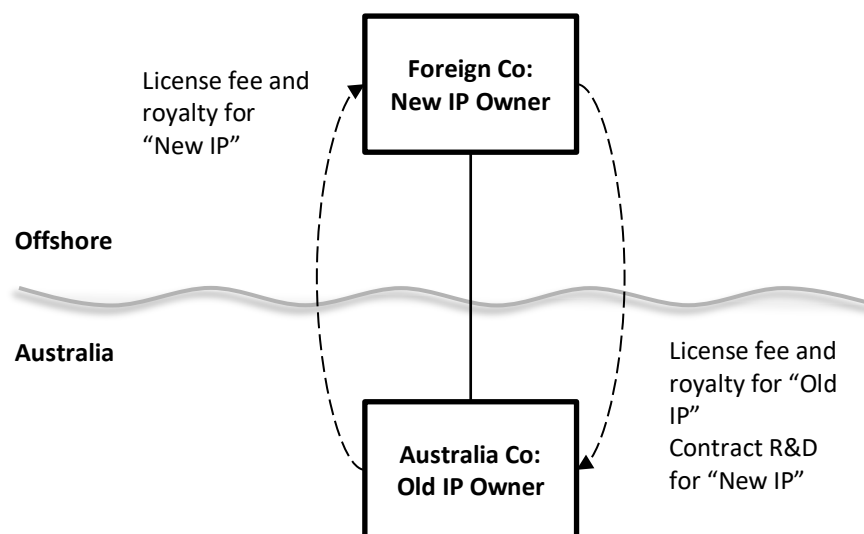 Foreign Co:
New IP Owner
License fee and
royalty for
“New IP”
Offshore
Australia
License fee and
royalty for “Old
IP”
Contract R&D
for “New IP”
Australia Co:
Old IP Owner